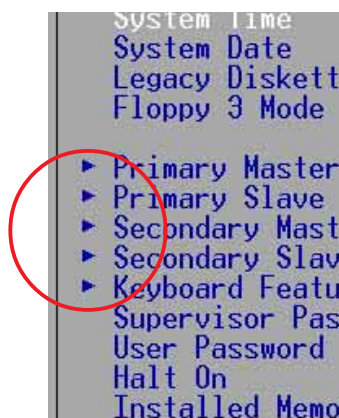 System Time
System Date
Legacy Diskett
Floppy 3 Mode
Primary Master
Primary Slave
Secondary Mast
Secondary Slav
Keyboard Featu
Supervisor Pas
User Password
Halt On
Installed Memo